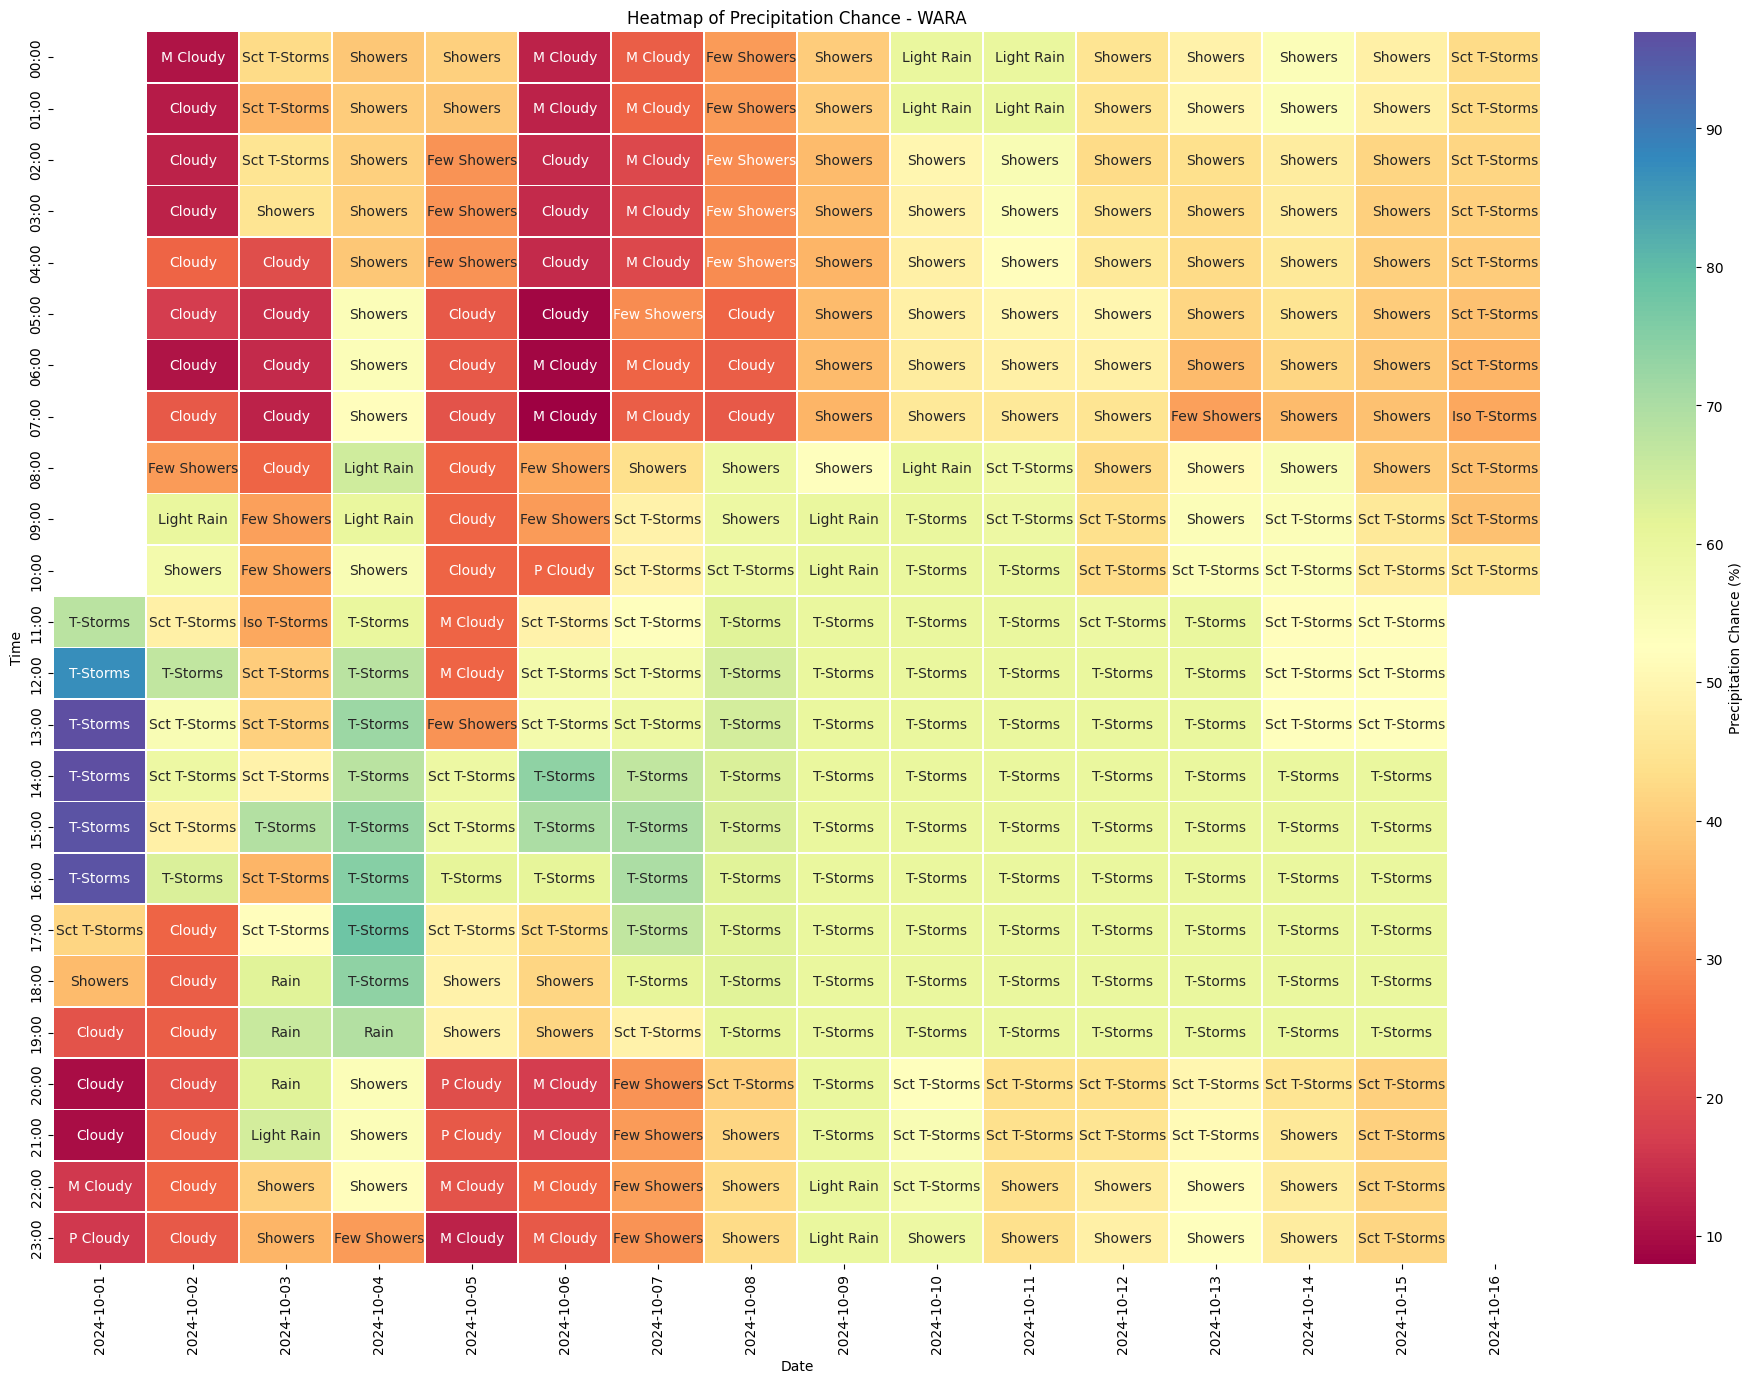 Heatmap of Precipitation Chance - WARA
00:00 M Cloudy Sct T-Storms Showers Showers M Cloudy M Cloudy Few Showers Showers Light Rain Light Rain Showers Showers Showers Showers Sct T-Storms
01:00 Cloudy Sct T-Storms Showers Showers M Cloudy M Cloudy Few Showers Showers Light Rain Light Rain Showers Showers Showers Showers Sct T-Storms
02:00 Cloudy Sct T-Storms Showers Few Showers Cloudy M Cloudy Few Showers Showers Showers Showers Showers Showers Showers Showers Sct T-Storms
03:00 Cloudy Showers Showers Few Showers Cloudy M Cloudy Few Showers Showers Showers Showers Showers Showers Showers Showers Sct T-Storms
04:00 Cloudy Cloudy Showers Few Showers Cloudy M Cloudy Few Showers Showers Showers Showers Showers Showers Showers Showers Sct T-Storms
05:00 Cloudy Cloudy Showers Cloudy Cloudy Few Showers Cloudy Showers Showers Showers Showers Showers Showers Showers Sct T-Storms
06:00 Cloudy Cloudy Showers Cloudy M Cloudy M Cloudy Cloudy Showers Showers Showers Showers Showers Showers Showers Sct T-Storms
07:00 Cloudy Cloudy Showers Cloudy M Cloudy M Cloudy Cloudy Showers Showers Showers Showers Few Showers Showers Showers Iso T-Storms
08:00 Few Showers Cloudy Light Rain Cloudy Few Showers Showers Showers Showers Light Rain Sct T-Storms Showers Showers Showers Showers Sct T-Storms
09:00 Light Rain Few Showers Light Rain Cloudy Few Showers Sct T-Storms Showers Light Rain T-Storms Sct T-Storms Sct T-Storms Showers Sct T-Storms Sct T-Storms Sct T-Storms
10:00 Showers Few Showers Showers Cloudy P Cloudy Sct T-Storms Sct T-Storms Light Rain T-Storms T-Storms Sct T-Storms Sct T-Storms Sct T-Storms Sct T-Storms Sct T-Storms
11:00 T-Storms Sct T-Storms Iso T-Storms T-Storms M Cloudy Sct T-Storms Sct T-Storms T-Storms T-Storms T-Storms T-Storms Sct T-Storms T-Storms Sct T-Storms Sct T-Storms
12:00 T-Storms T-Storms Sct T-Storms T-Storms M Cloudy Sct T-Storms Sct T-Storms T-Storms T-Storms T-Storms T-Storms T-Storms T-Storms Sct T-Storms Sct T-Storms
13:00 T-Storms Sct T-Storms Sct T-Storms T-Storms Few Showers Sct T-Storms Sct T-Storms T-Storms T-Storms T-Storms T-Storms T-Storms T-Storms Sct T-Storms Sct T-Storms
14:00 T-Storms Sct T-Storms Sct T-Storms T-Storms Sct T-Storms T-Storms T-Storms T-Storms T-Storms T-Storms T-Storms T-Storms T-Storms T-Storms T-Storms
15:00 T-Storms Sct T-Storms T-Storms T-Storms Sct T-Storms T-Storms T-Storms T-Storms T-Storms T-Storms T-Storms T-Storms T-Storms T-Storms T-Storms
16:00 T-Storms T-Storms Sct T-Storms T-Storms T-Storms T-Storms T-Storms T-Storms T-Storms T-Storms T-Storms T-Storms T-Storms T-Storms T-Storms
17:00 Sct T-Storms Cloudy Sct T-Storms T-Storms Sct T-Storms Sct T-Storms T-Storms T-Storms T-Storms T-Storms T-Storms T-Storms T-Storms T-Storms T-Storms
18:00 Showers Cloudy Rain T-Storms Showers Showers T-Storms T-Storms T-Storms T-Storms T-Storms T-Storms T-Storms T-Storms T-Storms
19:00 Cloudy Cloudy Rain Rain Showers Showers Sct T-Storms T-Storms T-Storms T-Storms T-Storms T-Storms T-Storms T-Storms T-Storms
20:00 Cloudy Cloudy Rain Showers P Cloudy M Cloudy Few Showers Sct T-Storms T-Storms Sct T-Storms Sct T-Storms Sct T-Storms Sct T-Storms Sct T-Storms Sct T-Storms
21:00 Cloudy Cloudy Light Rain Showers P Cloudy M Cloudy Few Showers Showers T-Storms Sct T-Storms Sct T-Storms Sct T-Storms Sct T-Storms Showers Sct T-Storms
22:00 M Cloudy Cloudy Showers Showers M Cloudy M Cloudy Few Showers Showers Light Rain Sct T-Storms Showers Showers Showers Showers Sct T-Storms
23:00 P Cloudy Cloudy Showers Few Showers M Cloudy M Cloudy Few Showers Showers Light Rain Showers Showers Showers Showers Showers Sct T-Storms
Time
2024-10-01 2024-10-02 2024-10-03 2024-10-04 2024-10-05 2024-10-06 2024-10-07 2024-10-08 2024-10-09 2024-10-10 2024-10-11 2024-10-12 2024-10-13 2024-10-14 2024-10-15 2024-10-16
Date
90
80
70
60
50
40
30
20
10
Precipitation Chance (%)